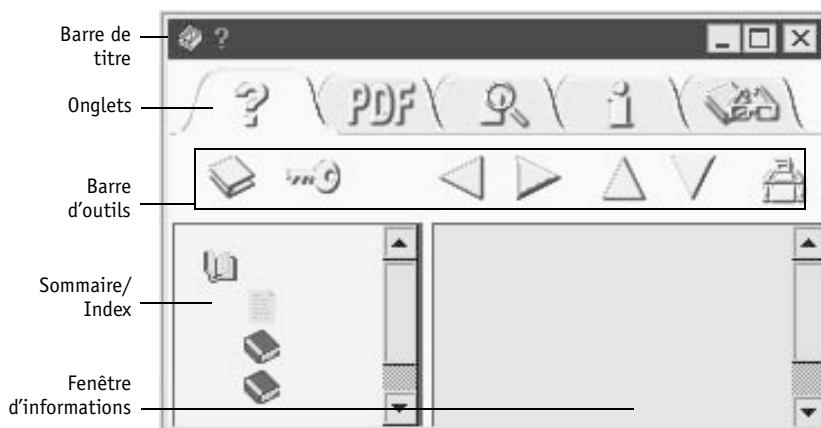 Barre de
titre
?
Onglets
?
PDF
i
Barre
d'outils
Sommaire/
Index
Fenêtre
d'informations